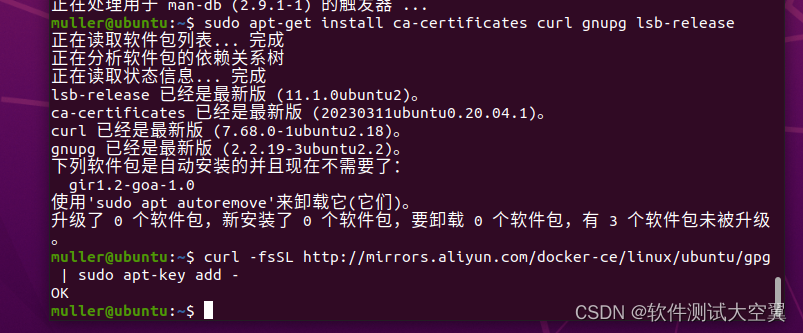 正在处理用于 man-db (2.9.1-1) 的触发器 ...
muller@ubuntu:~$ sudo apt-get install ca-certificates curl gnupg lsb-release
正在读取软件包列表... 完成
正在分析软件包的依赖关系树
正在读取状态信息... 完成
lsb-release 已经是最新版 (11.1.0ubuntu2)。
ca-certificates 已经是最新版 (20230311ubuntu0.20.04.1)。
curl 已经是最新版 (7.68.0-1ubuntu2.18)。
gnupg 已经是最新版 (2.2.19-3ubuntu2.2)。
下列软件包是自动安装的并且现在不需要了：
  gir1.2-goa-1.0
使用'sudo apt autoremove'来卸载它(它们)。
升级了 0 个软件包，新安装了 0 个软件包，要卸载 0 个软件包，有 3 个软件包未被升级
。
muller@ubuntu:~$ curl -fsSL http://mirrors.aliyun.com/docker-ce/linux/ubuntu/gpg
 | sudo apt-key add -
OK
muller@ubuntu:~$
CSDN @软件测试大空翼